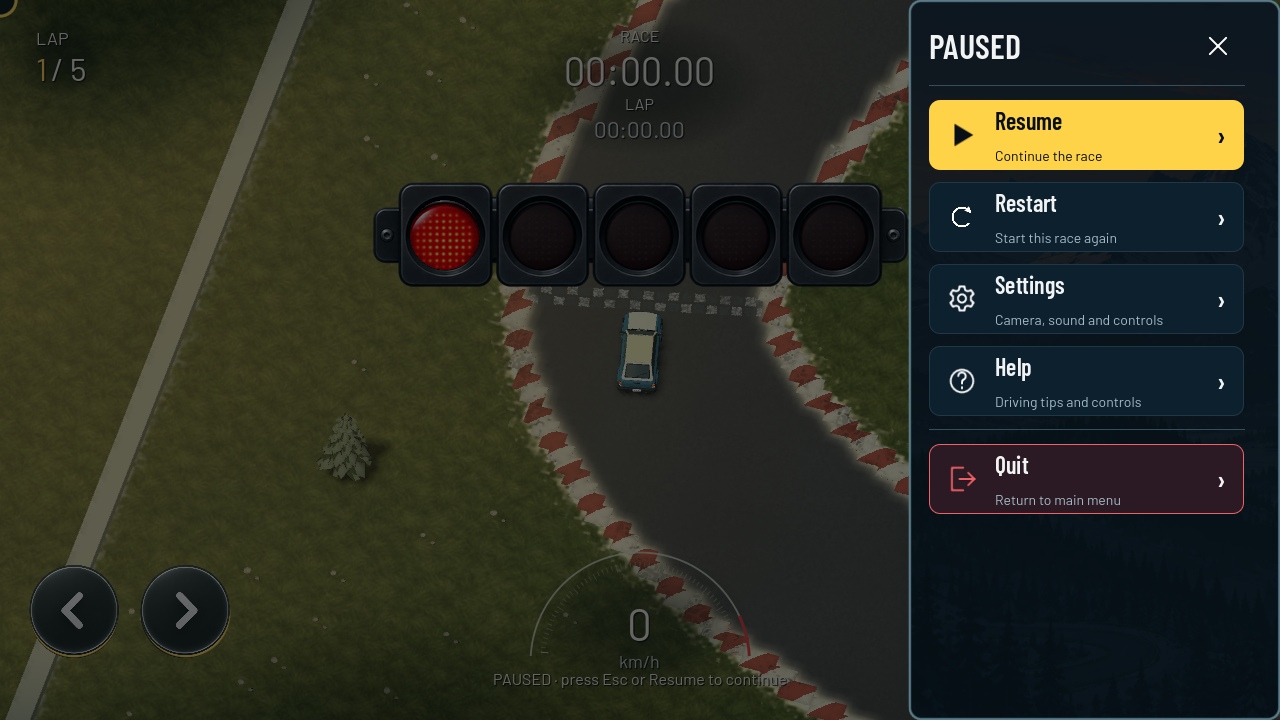 LAP
1/ 5
RACE
00:00.00
LAP
00:00.00
0
km/h
PAUSED · press Esc or Resume to continue
PAUSED
Resume
Continue the race
Restart
Start this race again
Settings
Camera, sound and controls
Help
Driving tips and controls
Quit
Return to main menu